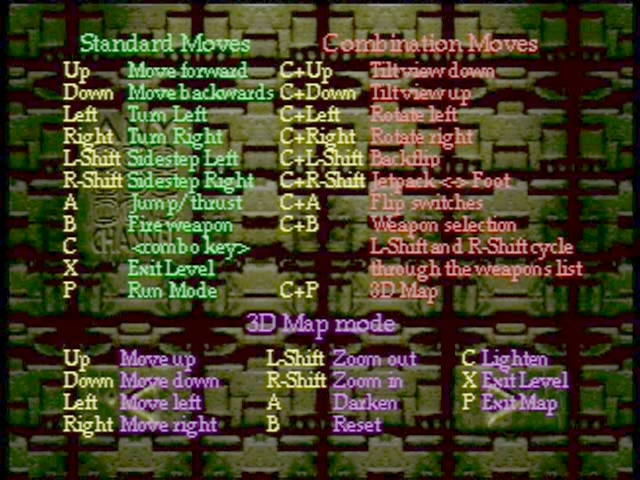 Standard Moves Combination Moves
Up Move forward C+Up Tilt view down
Down Move backwards C+Down Tilt view up
Left Turn Left C+Left Rotate left
Right Turn Right C+Right Rotate right
L-Shift Sidestep Left C+L-Shift Backflip
R-Shift Sidestep Right C+R-Shift Jetpack <-> Foot
A Jump/thrust C+A Flip switches
B Fire weapon C+B Weapon selection
C <combo key> L-Shift and R-Shift cycle
X Exit Level through the weapons list
P Run Mode C+P 3D Map
3D Map mode
Up Move up L-Shift Zoom out C Lighten
Down Move down R-Shift Zoom in X Exit Level
Left Move left A Darken P Exit Map
Right Move right B Reset